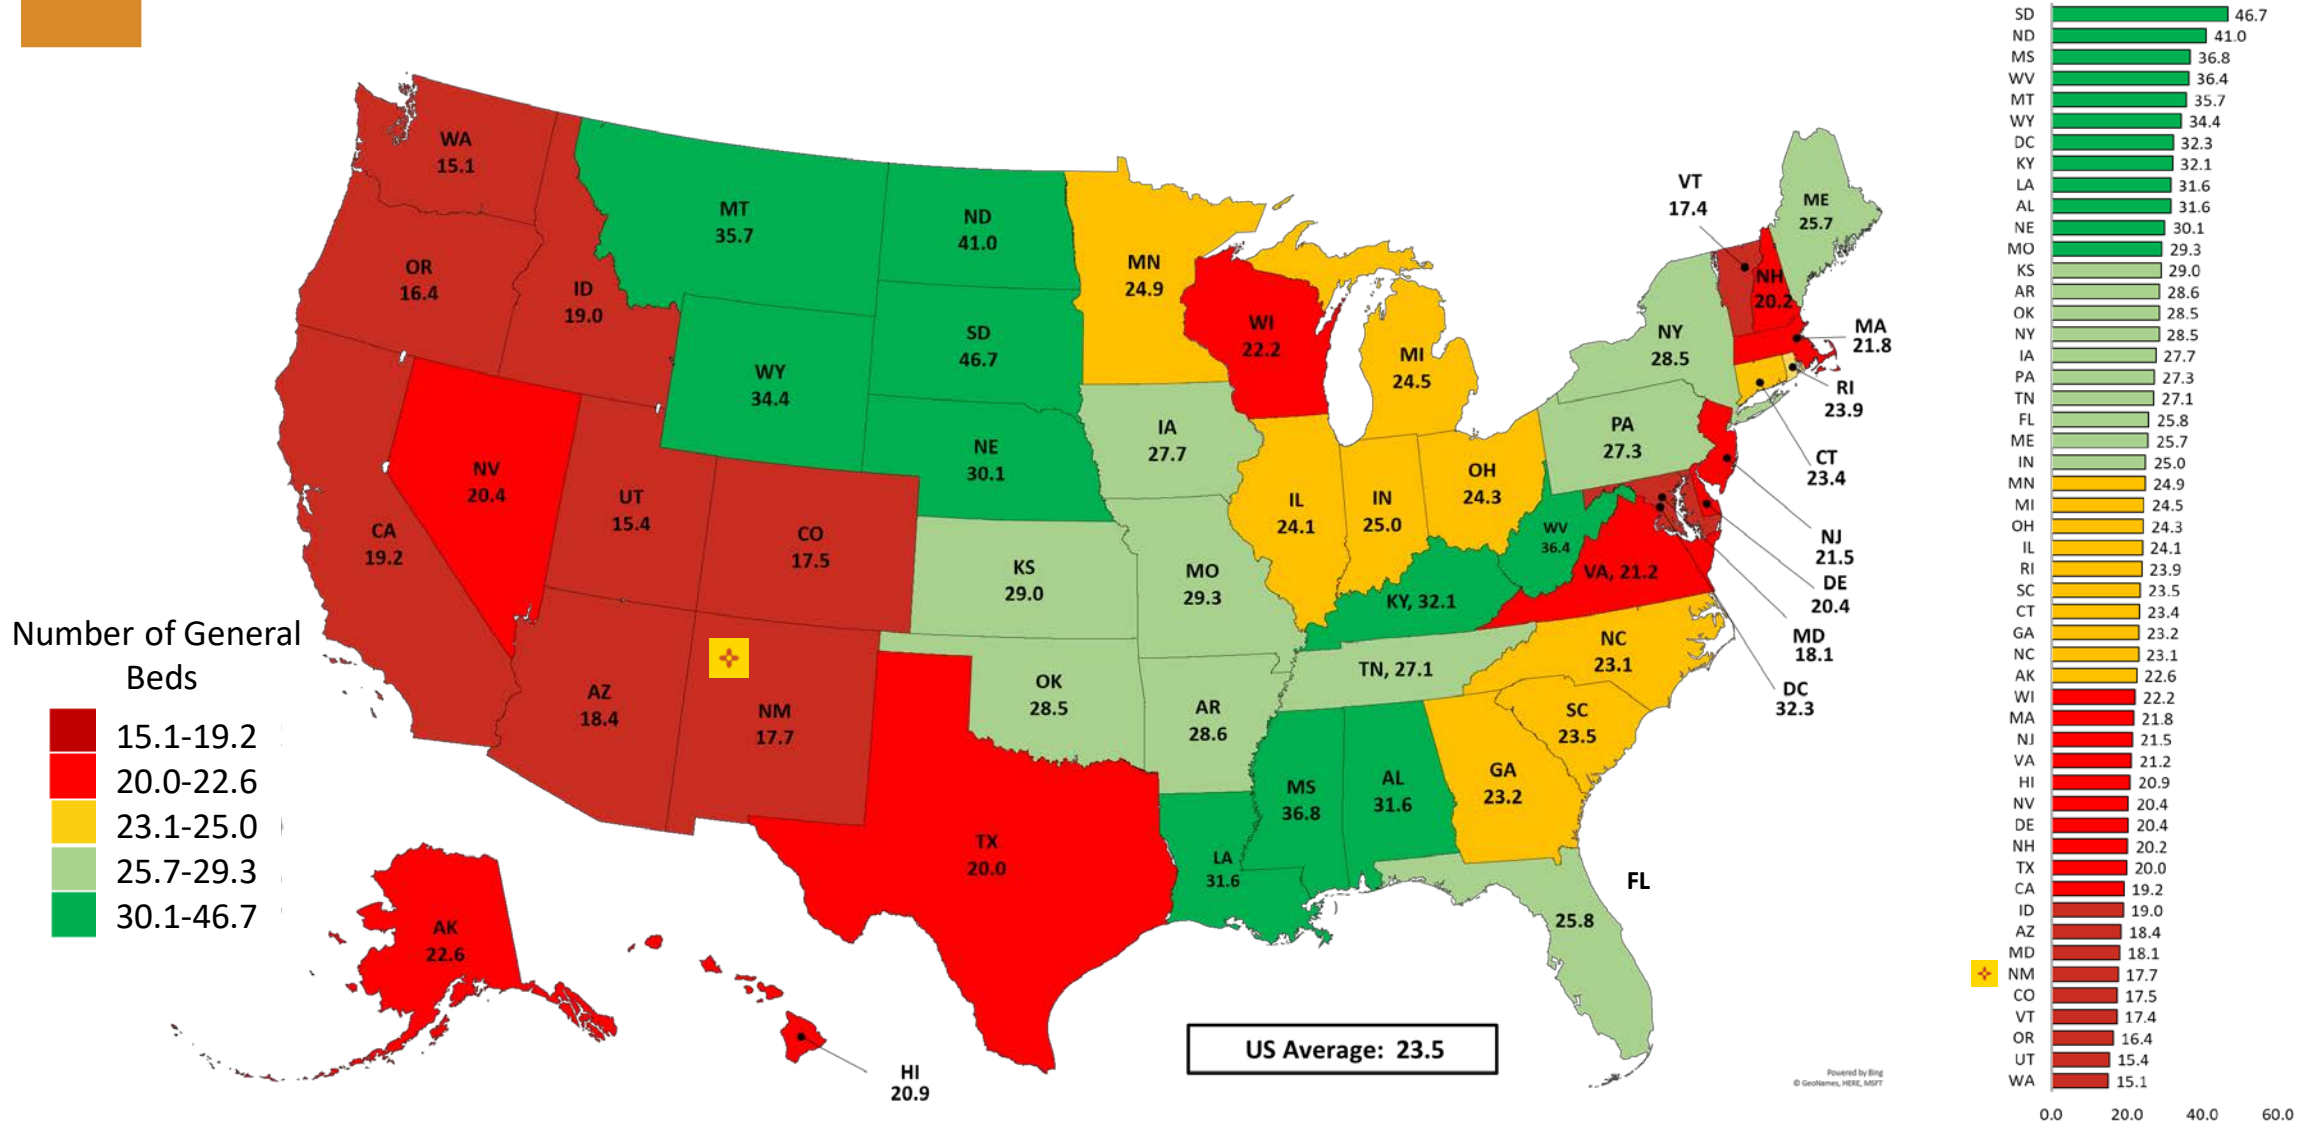 WA
15.1
OR
16.4
ID
19.0
MT
35.7
ND
41.0
MN
24.9
WI
22.2
MI
24.5
SD
46.7
WY
34.4
NE
30.1
IA
27.7
NV
20.4
UT
15.4
CA
19.2
CO
17.5
KS
29.0
MO
29.3
IL
24.1
IN
25.0
OH
24.3
PA
27.3
NY
28.5
VT
17.4
NH
20.2
ME
25.7
MA
21.8
RI
23.9
CT
23.4
NJ
21.5
DE
20.4
MD
18.1
DC
32.3
WV
36.4
VA, 21.2
KY, 32.1
NC
23.1
TN, 27.1
SC
23.5
AZ
18.4
NM
17.7
OK
28.5
AR
28.6
TX
20.0
LA
31.6
MS
36.8
AL
31.6
GA
23.2
FL
25.8
AK
22.6
HI
20.9
Number of General
Beds
15.1-19.2
20.0-22.6
23.1-25.0
25.7-29.3
30.1-46.7
US Average: 23.5
Powered by Bing
© GeoNames, HERE, MSFT
SD 46.7
ND 41.0
MS 36.8
WV 36.4
MT 35.7
WY 34.4
DC 32.3
KY 32.1
LA 31.6
AL 31.6
NE 30.1
MO 29.3
KS 29.0
AR 28.6
OK 28.5
NY 28.5
IA 27.7
PA 27.3
TN 27.1
FL 25.8
ME 25.7
IN 25.0
MN 24.9
MI 24.5
OH 24.3
IL 24.1
RI 23.9
SC 23.5
CT 23.4
GA 23.2
NC 23.1
AK 22.6
WI 22.2
MA 21.8
NJ 21.5
VA 21.2
HI 20.9
NV 20.4
DE 20.4
NH 20.2
TX 20.0
CA 19.2
ID 19.0
AZ 18.4
MD 18.1
NM 17.7
CO 17.5
VT 17.4
OR 16.4
UT 15.4
WA 15.1
0.0 20.0 40.0 60.0